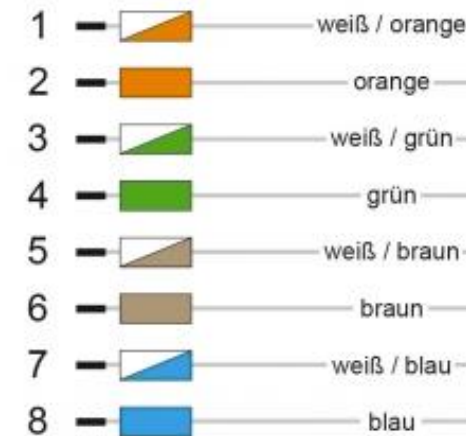 1 weiß / orange
2 orange
3 weiß / grün
4 grün
5 weiß / braun
6 braun
7 weiß / blau
8 blau